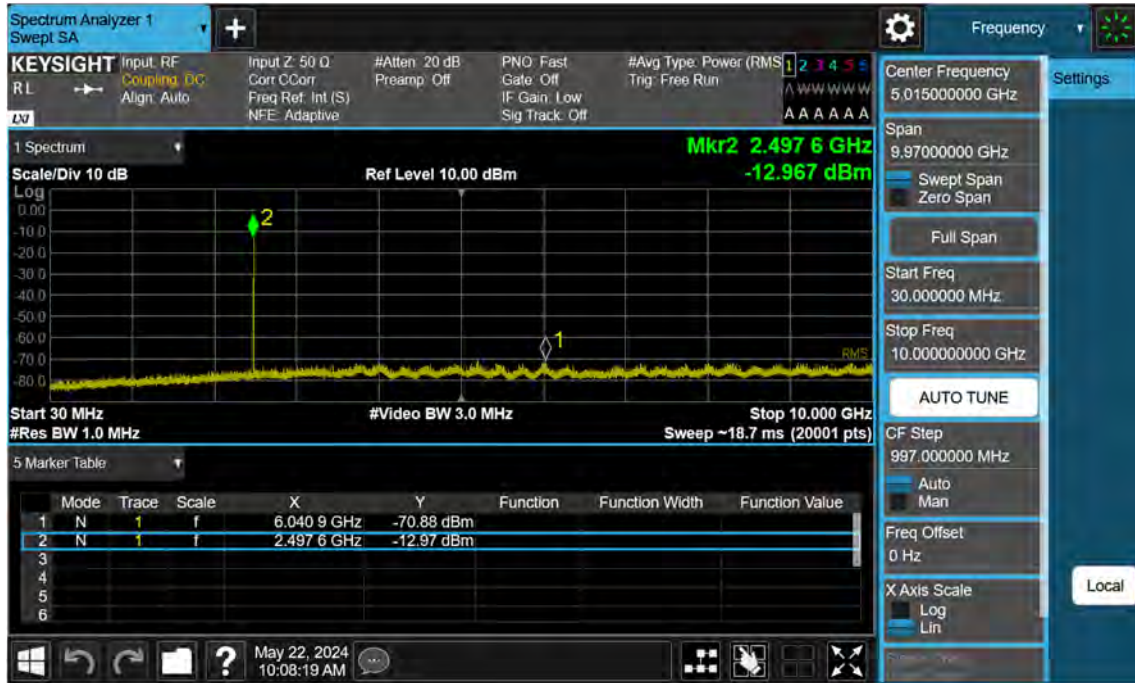 Spectrum Analyzer 1
Swept SA
Frequency
KEYSIGHT
RL
LXI
Input: RF
Coupling: DC
Align: Auto
Input Z: 50 Ω
Corr CCorr
Freq Ref: Int (S)
NFE: Adaptive
#Atten: 20 dB
Preamp: Off
PNO: Fast
Gate: Off
IF Gain: Low
Sig Track: Off
#Avg Type: Power (RMS
Trig: Free Run
1 2 3 4 5 6
A W W W W W
A A A A A A
1 Spectrum
Scale/Div 10 dB
Ref Level 10.00 dBm
Mkr2 2.497 6 GHz
-12.967 dBm
Log
0.00
-10.0
-20.0
-30.0
-40.0
-50.0
-60.0
-70.0
-80.0
2
1
RMS
Start 30 MHz
#Video BW 3.0 MHz
Stop 10.000 GHz
#Res BW 1.0 MHz
Sweep ~18.7 ms (20001 pts)
5 Marker Table
Mode Trace Scale X Y Function Function Width Function Value
1 N 1 f 6.040 9 GHz -70.88 dBm
2 N 1 f 2.497 6 GHz -12.97 dBm
3
4
5
6
May 22, 2024
10:08:19 AM
Center Frequency
5.015000000 GHz
Span
9.97000000 GHz
Swept Span
Zero Span
Full Span
Start Freq
30.000000 MHz
Stop Freq
10.000000000 GHz
AUTO TUNE
CF Step
997.000000 MHz
Auto
Man
Freq Offset
0 Hz
X Axis Scale
Log
Lin
Settings
Local